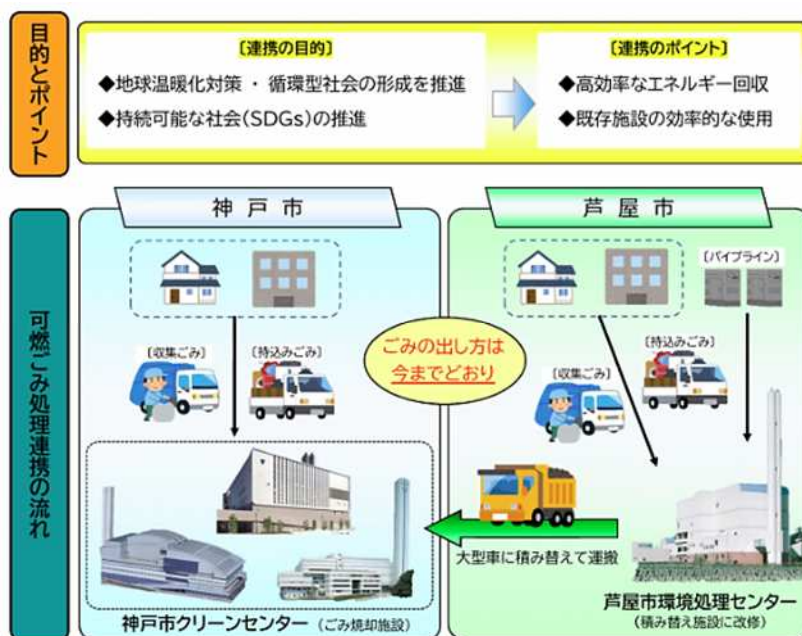 目的とポイント
〔連携の目的〕
◆地球温暖化対策 ・ 循環型社会の形成を推進
◆持続可能な社会(SDGs)の推進
〔連携のポイント〕
◆高効率なエネルギー回収
◆既存施設の効率的な使用
可燃ごみ処理連携の流れ
神戸市
〔収集ごみ〕
〔持込みごみ〕
神戸市クリーンセンター (ごみ焼却施設)
ごみの出し方は
今までどおり
芦屋市
〔パイプライン〕
〔持込みごみ〕
〔収集ごみ〕
大型車に積み替えて運搬
芦屋市環境処理センター
(積み替え施設に改修)